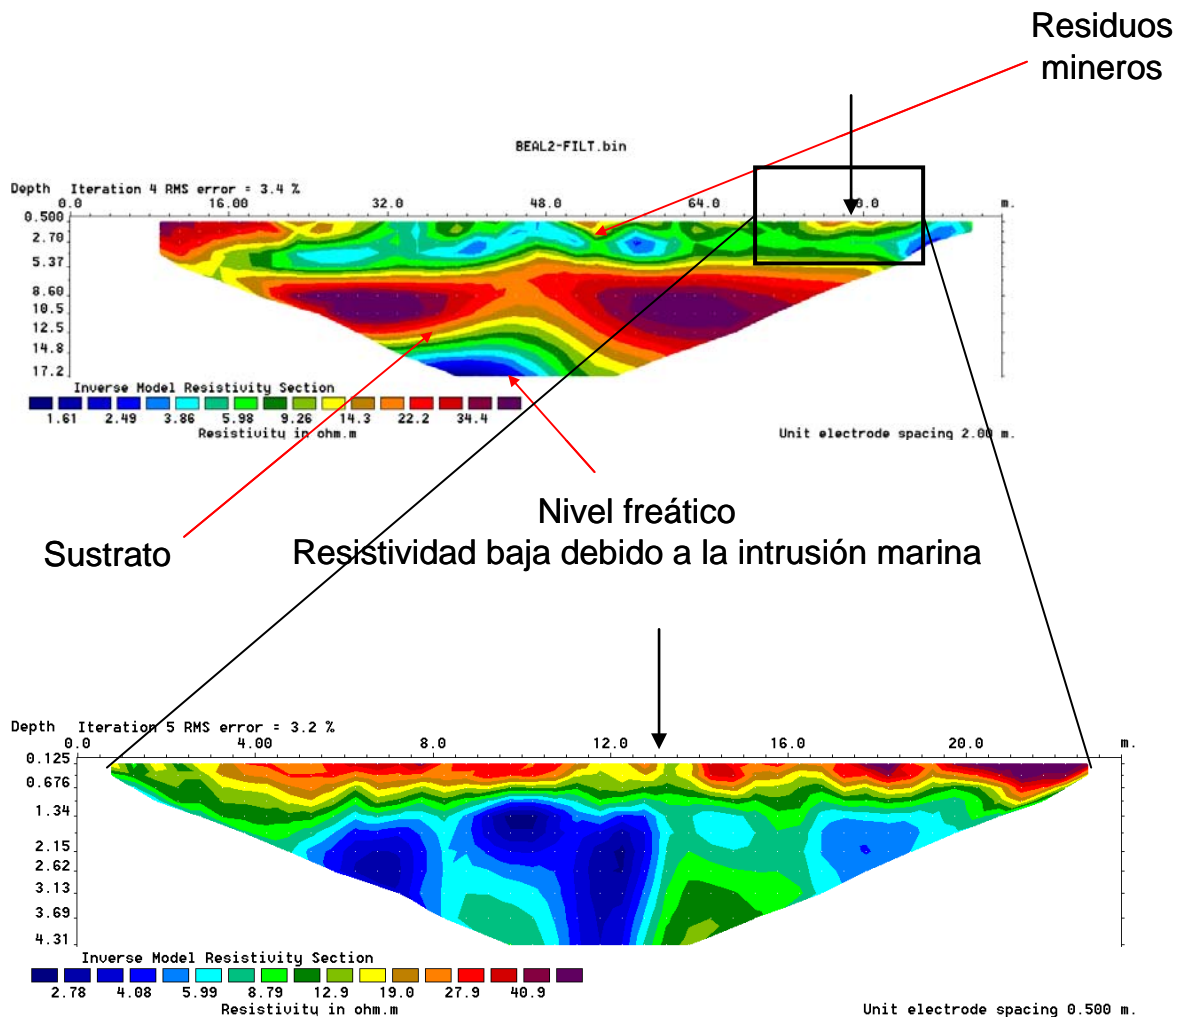 Residuos
mineros
BEAL2-FILT.bin
Depth Iteration 4 RMS error = 3.4 %
0.0 16.00 32.0 48.0 64.0 80.0 m.
0.500
2.70
5.37
8.60
10.5
12.5
14.8
17.2
Inverse Model Resistivity Section
1.61 2.49 3.86 5.98 9.26 14.3 22.2 34.4
Resistivity in ohm.m
Unit electrode spacing 2.00 m.
Nivel freático
Sustrato
Resistividad baja debido a la intrusión marina
Depth Iteration 5 RMS error = 3.2 %
0.0 4.00 8.0 12.0 16.0 20.0 m.
0.125
0.676
1.34
2.15
2.62
3.13
3.69
4.31
Inverse Model Resistivity Section
2.78 4.08 5.99 8.79 12.9 19.0 27.9 40.9
Resistivity in ohm.m
Unit electrode spacing 0.500 m.